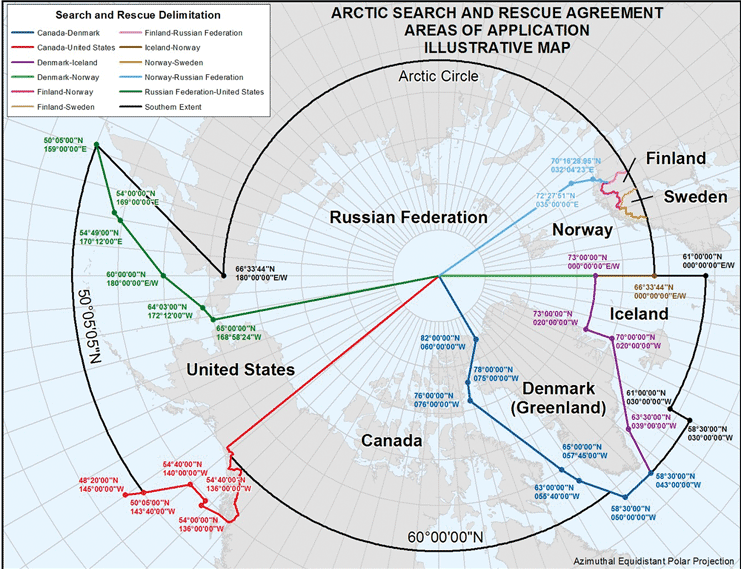 Search and Rescue Delimitation
Canada-Denmark
Canada-United States
Denmark-Iceland
Denmark-Norway
Finland-Norway
Finland-Sweden
Finland-Russian Federation
Iceland-Norway
Norway-Sweden
Norway-Russian Federation
Russian Federation-United States
Southern Extent
ARCTIC SEARCH AND RESCUE AGREEMENT
AREAS OF APPLICATION
ILLUSTRATIVE MAP
Arctic Circle
50°05'00"N
159°00'00"E
54°00'00"N
169°00'00"E
54°49'00"N
170°12'00"E
60°00'00"N
180°00'00"E/W
64°03'00"N
172°12'00"W
65°00'00"N
168°58'24"W
66°33'44"N
180°00'00"E/W
50°05'05"N
Russian Federation
70°16'28.95"N
032°04'23"E
72°27'51"N
035°00'00"E
Finland
Sweden
Norway
73°00'00"N
000°00'00"E/W
61°00'00"N
000°00'00"E/W
66°33'44"N
000°00'00"E/W
Iceland
73°00'00"N
020°00'00"W
70°00'00"N
020°00'00"W
82°00'00"N
060°00'00"W
78°00'00"N
075°00'00"W
76°00'00"N
076°00'00"W
United States
Denmark
(Greenland)
61°00'00"N
030°00'00"W
63°30'00"N
039°00'00"W
58°30'00"N
030°00'00"W
Canada
65°00'00"N
057°45'00"W
63°00'00"N
055°40'00"W
58°30'00"N
043°00'00"W
58°30'00"N
050°00'00"W
54°40'00"N
140°00'00"W
54°40'00"N
136°00'00"W
48°20'00"N
145°00'00"W
50°05'00"N
143°40'00"W
54°00'00"N
136°00'00"W
60°00'00"N
Azimuthal Equidistant Polar Projection